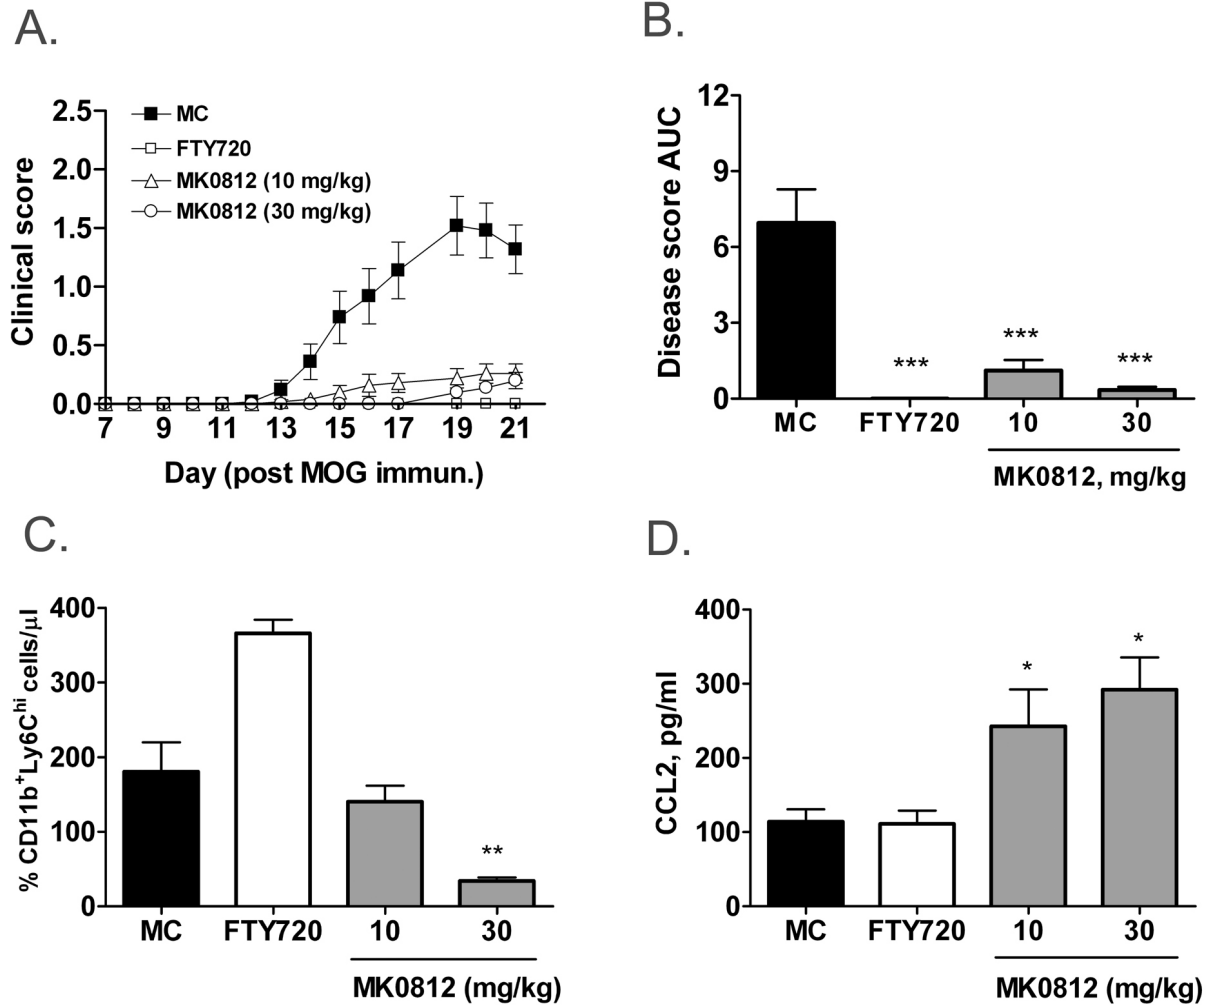 A.
2.5
2.0
1.5
1.0
0.5
0.0
Clinical score
MC
FTY720
MK0812 (10 mg/kg)
MK0812 (30 mg/kg)
7 9 11 13 15 17 19 21
Day (post MOG immun.)
B.
12
9
6
3
0
Disease score AUC
***
***
***
MC FTY720 10 30
MK0812, mg/kg
C.
400
300
200
100
0
% CD11b⁺Ly6Cʰⁱ cells/μl
**
MC FTY720 10 30
MK0812 (mg/kg)
D.
400
300
200
100
0
CCL2, pg/ml
*
*
MC FTY720 10 30
MK0812 (mg/kg)